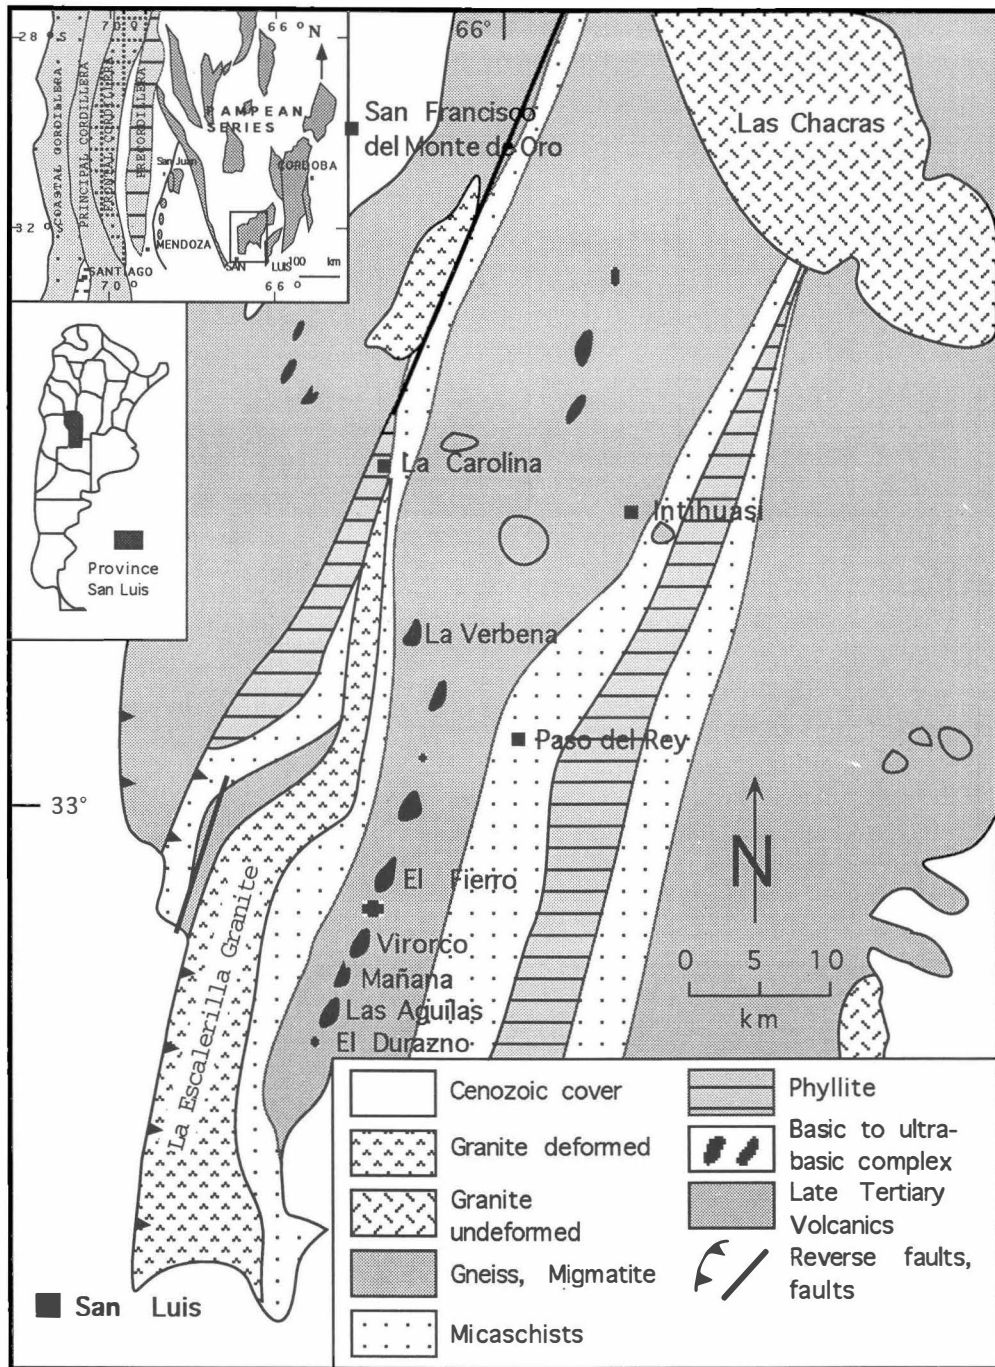 28°S
70°
66°
N
COASTAL CORDILLERA
PRINCIPAL CORDILLERA
FRONTAL CORDILLERA
PRECORDILLERA
PAMPEAN
SERIES
San Juan
CORDOBA
32°S
MENDOZA
SANTIAGO
SAN LUIS
100 km
70°
66°
Province
San Luis
66°
San Francisco
del Monte de Oro
Las Chacras
La Carolina
Intihuasi
La Verbena
Paso del Rey
33°
El Fierro
Virorco
Mañana
Las Aguilas
El Durazno
La Escalerilla Granite
N
0 5 10
km
San Luis
Cenozoic cover
Granite deformed
Granite
undeformed
Gneiss, Migmatite
Micaschists
Phyllite
Basic to ultra-
basic complex
Late Tertiary
Volcanics
Reverse faults,
faults